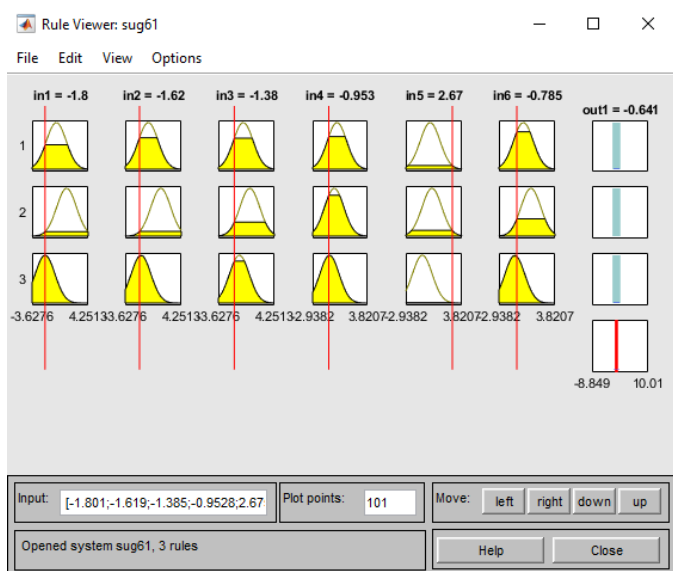 Rule Viewer: sug61
File Edit View Options
in1 = -1.8 in2 = -1.62 in3 = -1.38 in4 = -0.953 in5 = 2.67 in6 = -0.785
out1 = -0.641
1
2
3
-3.6276 4.2513-3.6276 4.2513-3.6276 4.2513-2.9382 3.8207-2.9382 3.8207-2.9382 3.8207
-8.849 10.01
Input: [-1.801;-1.619;-1.385;-0.9528;2.67 Plot points: 101 Move: left right down up
Opened system sug61, 3 rules Help Close